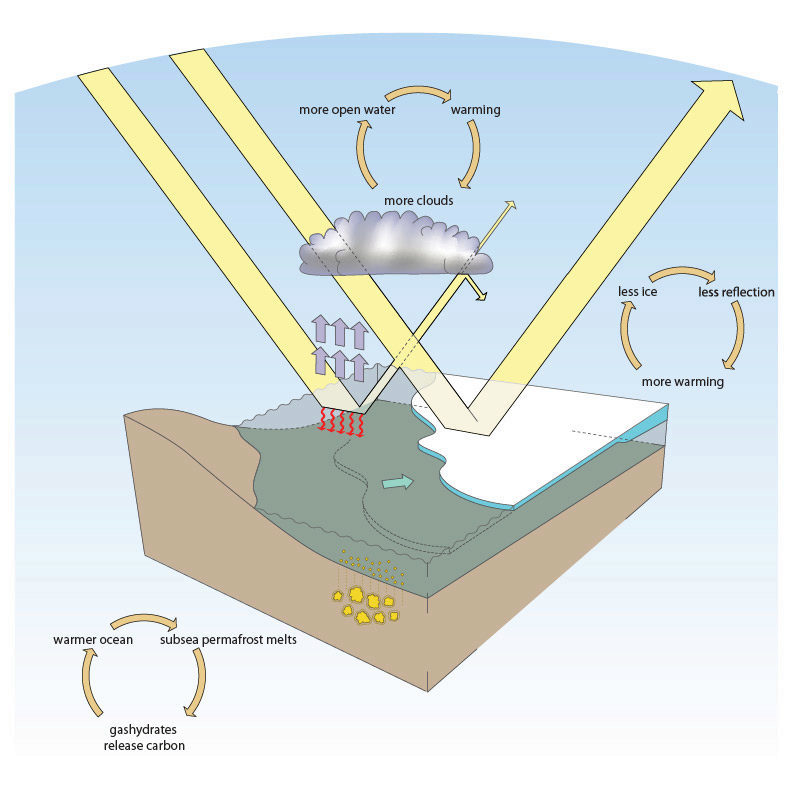 more open water
warming
more clouds
less ice
less reflection
more warming
warmer ocean
subsea permafrost melts
gashydrates
release carbon